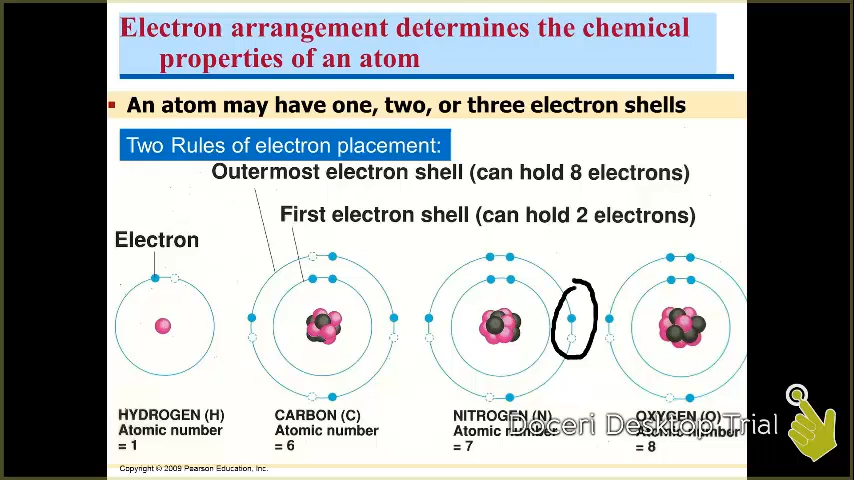 Electron arrangement determines the chemical
properties of an atom
▪ An atom may have one, two, or three electron shells
Two Rules of electron placement:
Outermost electron shell (can hold 8 electrons)
First electron shell (can hold 2 electrons)
Electron
HYDROGEN (H)
Atomic number
= 1
CARBON (C)
Atomic number
= 6
NITROGEN (N)
Atomic number
= 7
OXYGEN (O)
Atomic number
= 8
Doceri Desktop Trial
Copyright © 2009 Pearson Education, Inc.